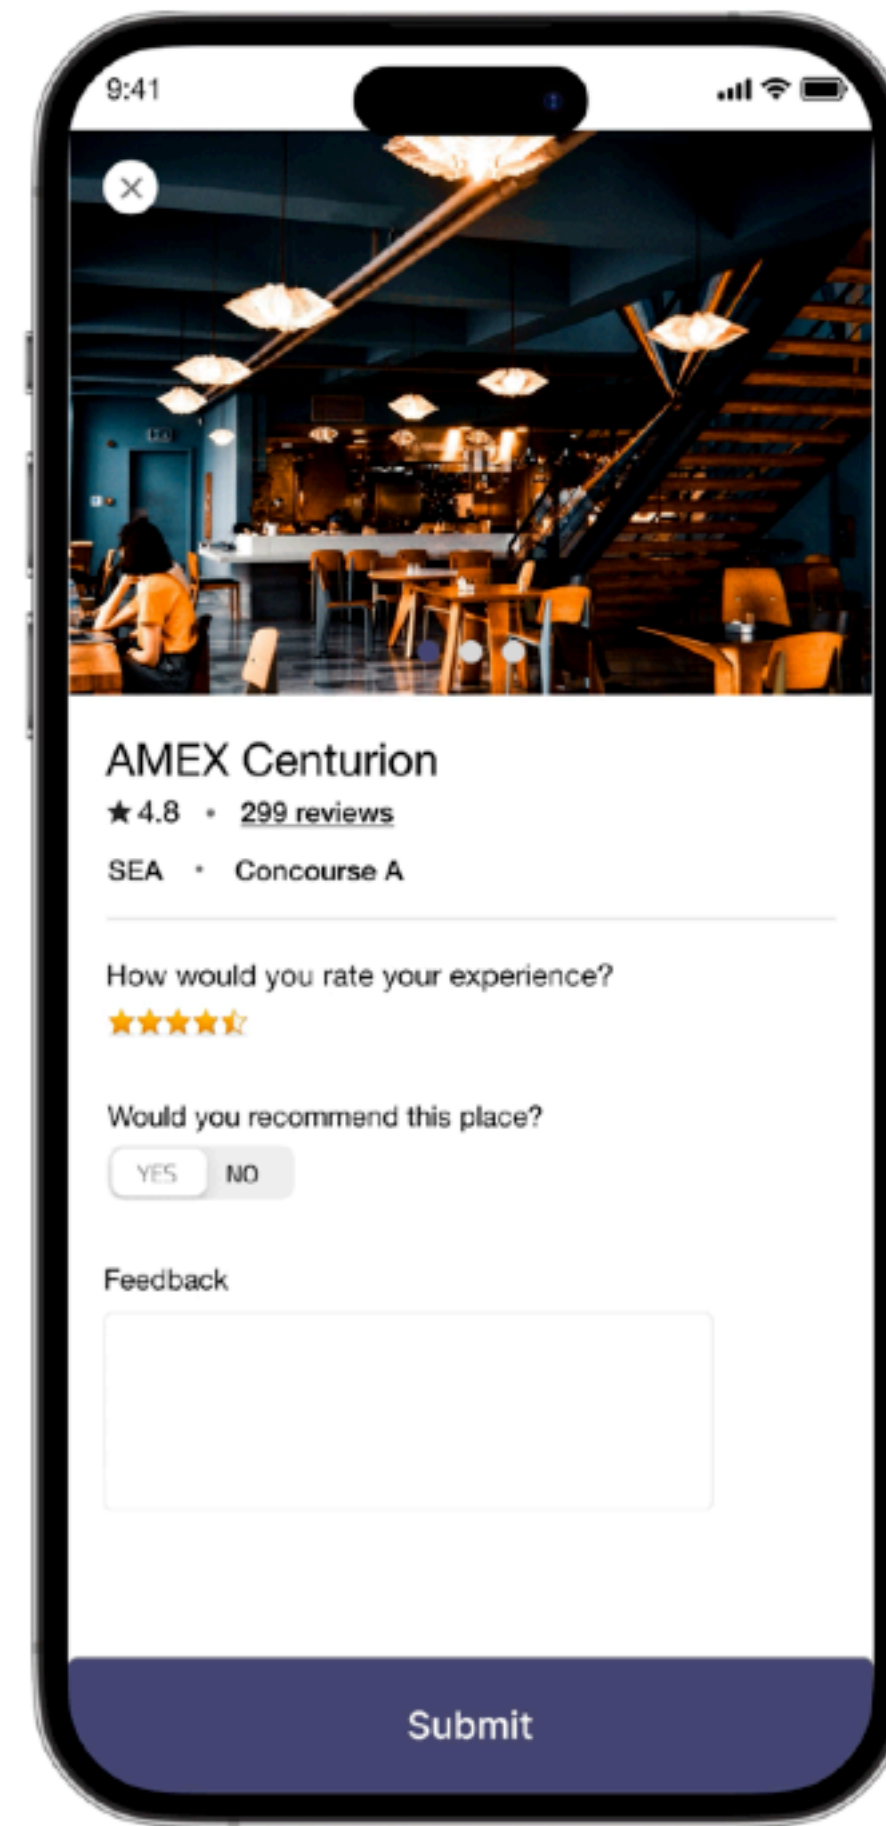 9:41
AMEX Centurion
★ 4.8 • 299 reviews
SEA • Concourse A
How would you rate your experience?
Would you recommend this place?
YES NO
Feedback
Submit